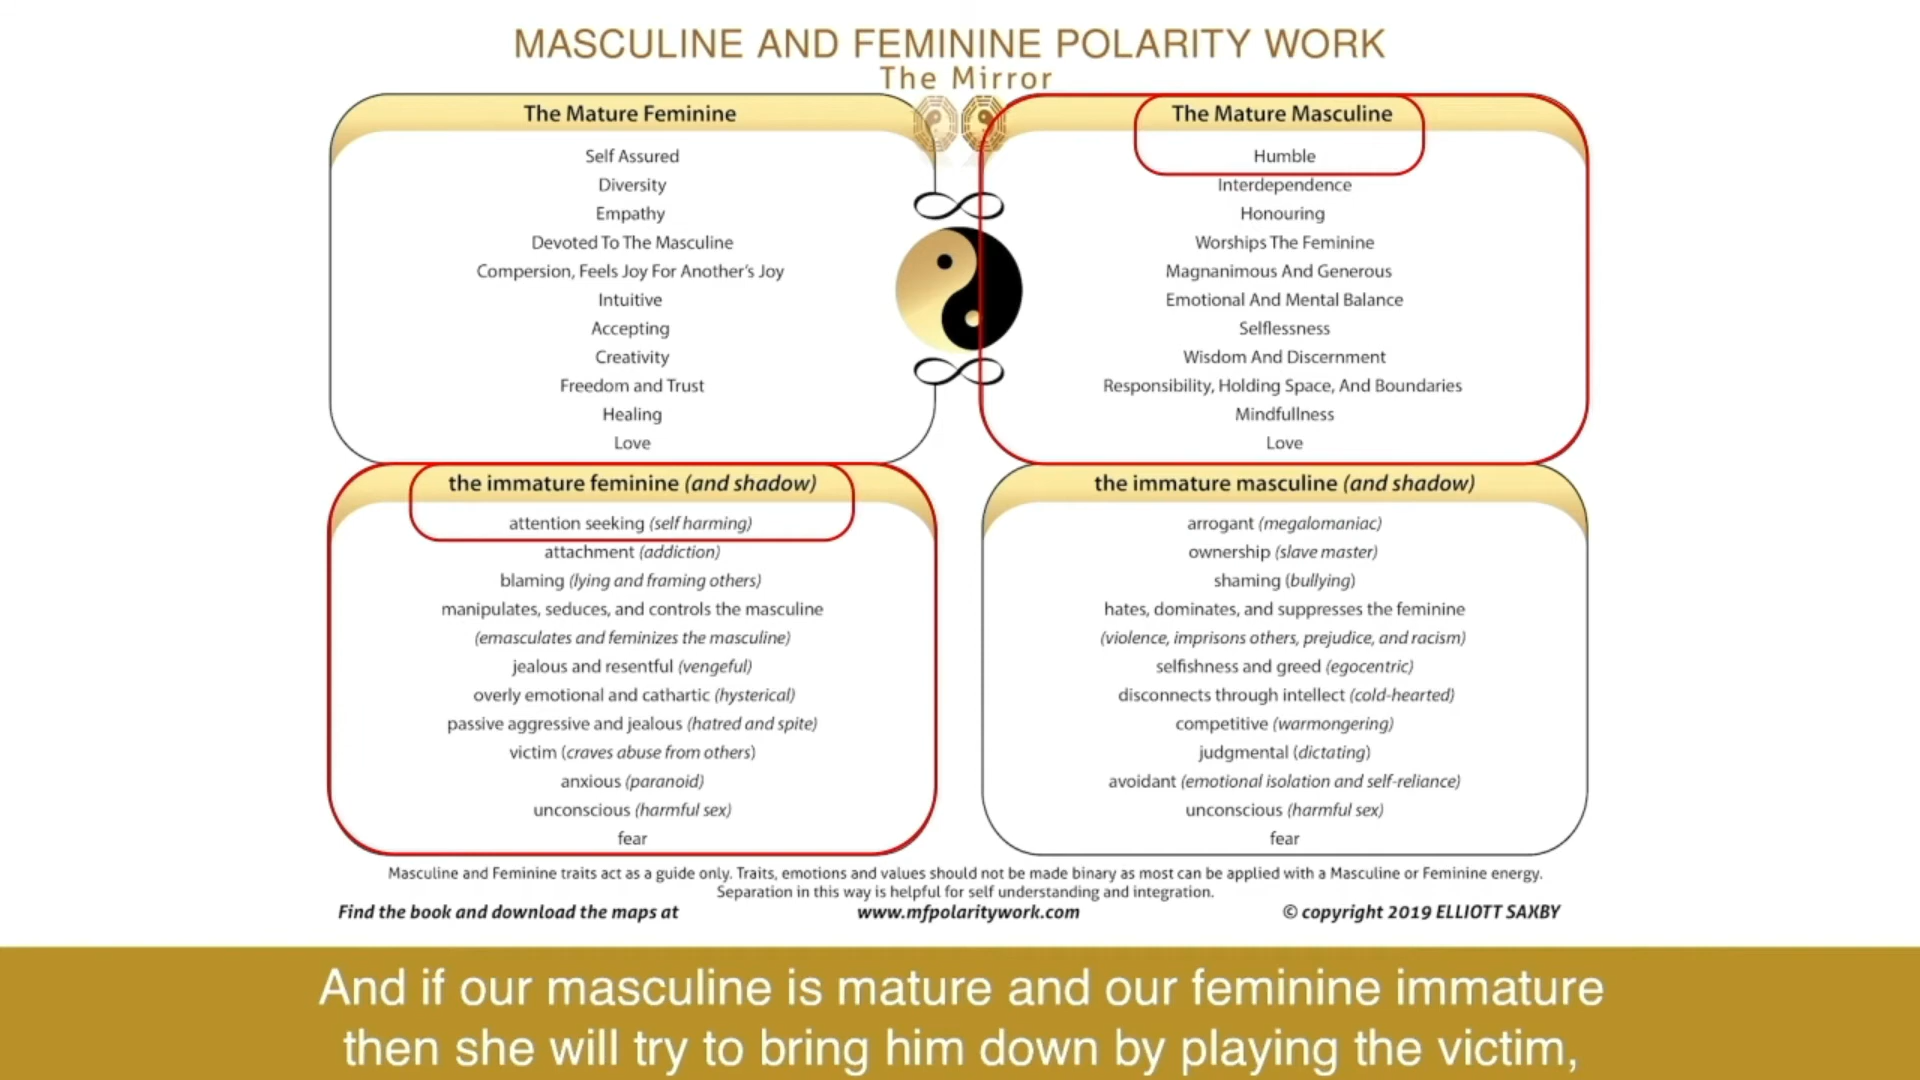 MASCULINE AND FEMININE POLARITY WORK
The Mirror
The Mature Feminine
Self Assured
Diversity
Empathy
Devoted To The Masculine
Compersion, Feels Joy For Another's Joy
Intuitive
Accepting
Creativity
Freedom and Trust
Healing
Love
The Mature Masculine
Humble
Interdependence
Honouring
Worships The Feminine
Magnanimous And Generous
Emotional And Mental Balance
Selflessness
Wisdom And Discernment
Responsibility, Holding Space, And Boundaries
Mindfullness
Love
the immature feminine (and shadow)
attention seeking (self harming)
attachment (addiction)
blaming (lying and framing others)
manipulates, seduces, and controls the masculine
(emasculates and feminizes the masculine)
jealous and resentful (vengeful)
overly emotional and cathartic (hysterical)
passive aggressive and jealous (hatred and spite)
victim (craves abuse from others)
anxious (paranoid)
unconscious (harmful sex)
fear
the immature masculine (and shadow)
arrogant (megalomaniac)
ownership (slave master)
shaming (bullying)
hates, dominates, and suppresses the feminine
(violence, imprisons others, prejudice, and racism)
selfishness and greed (egocentric)
disconnects through intellect (cold-hearted)
competitive (warmongering)
judgmental (dictating)
avoidant (emotional isolation and self-reliance)
unconscious (harmful sex)
fear
Masculine and Feminine traits act as a guide only. Traits, emotions and values should not be made binary as most can be applied with a Masculine or Feminine energy.
Separation in this way is helpful for self understanding and integration.
Find the book and download the maps at www.mfpolaritywork.com © copyright 2019 ELLIOTT SAXBY
And if our masculine is mature and our feminine immature
then she will try to bring him down by playing the victim,